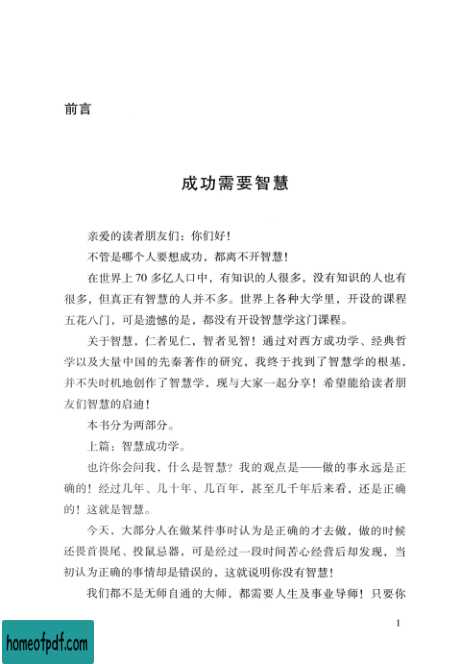 前言
成功需要智慧
亲爱的读者朋友们：你们好！
不管是哪个人要想成功，都离不开智慧！
在世界上 70 多亿人口中，有知识的人很多，没有知识的人也有
很多，但真正有智慧的人并不多。世界上各种大学里，开设的课程
五花八门，可是遗憾的是，都没有开设智慧学这门课程。
关于智慧，仁者见仁，智者见智！通过对西方成功学、经典哲
学以及大量中国的先秦著作的研究，我终于找到了智慧学的根基，
并不失时机地创作了智慧学，现与大家一起分享！希望能给读者朋
友们智慧的启迪！
本书分为两部分。
上篇：智慧成功学。
也许你会问我，什么是智慧？我的观点是——做的事永远是正
确的！经过几年、几十年、几百年，甚至几千年后来看，还是正确
的！这就是智慧。
今天，大部分人在做某件事时认为是正确的才去做，做的时候
还畏首畏尾、投鼠忌器，可是经过一段时间苦心经营后却发现，当
初认为正确的事情却是错误的，这就说明你没有智慧！
我们都不是无师自通的大师，都需要人生及事业导师！只要你
1
homeofpdf.com